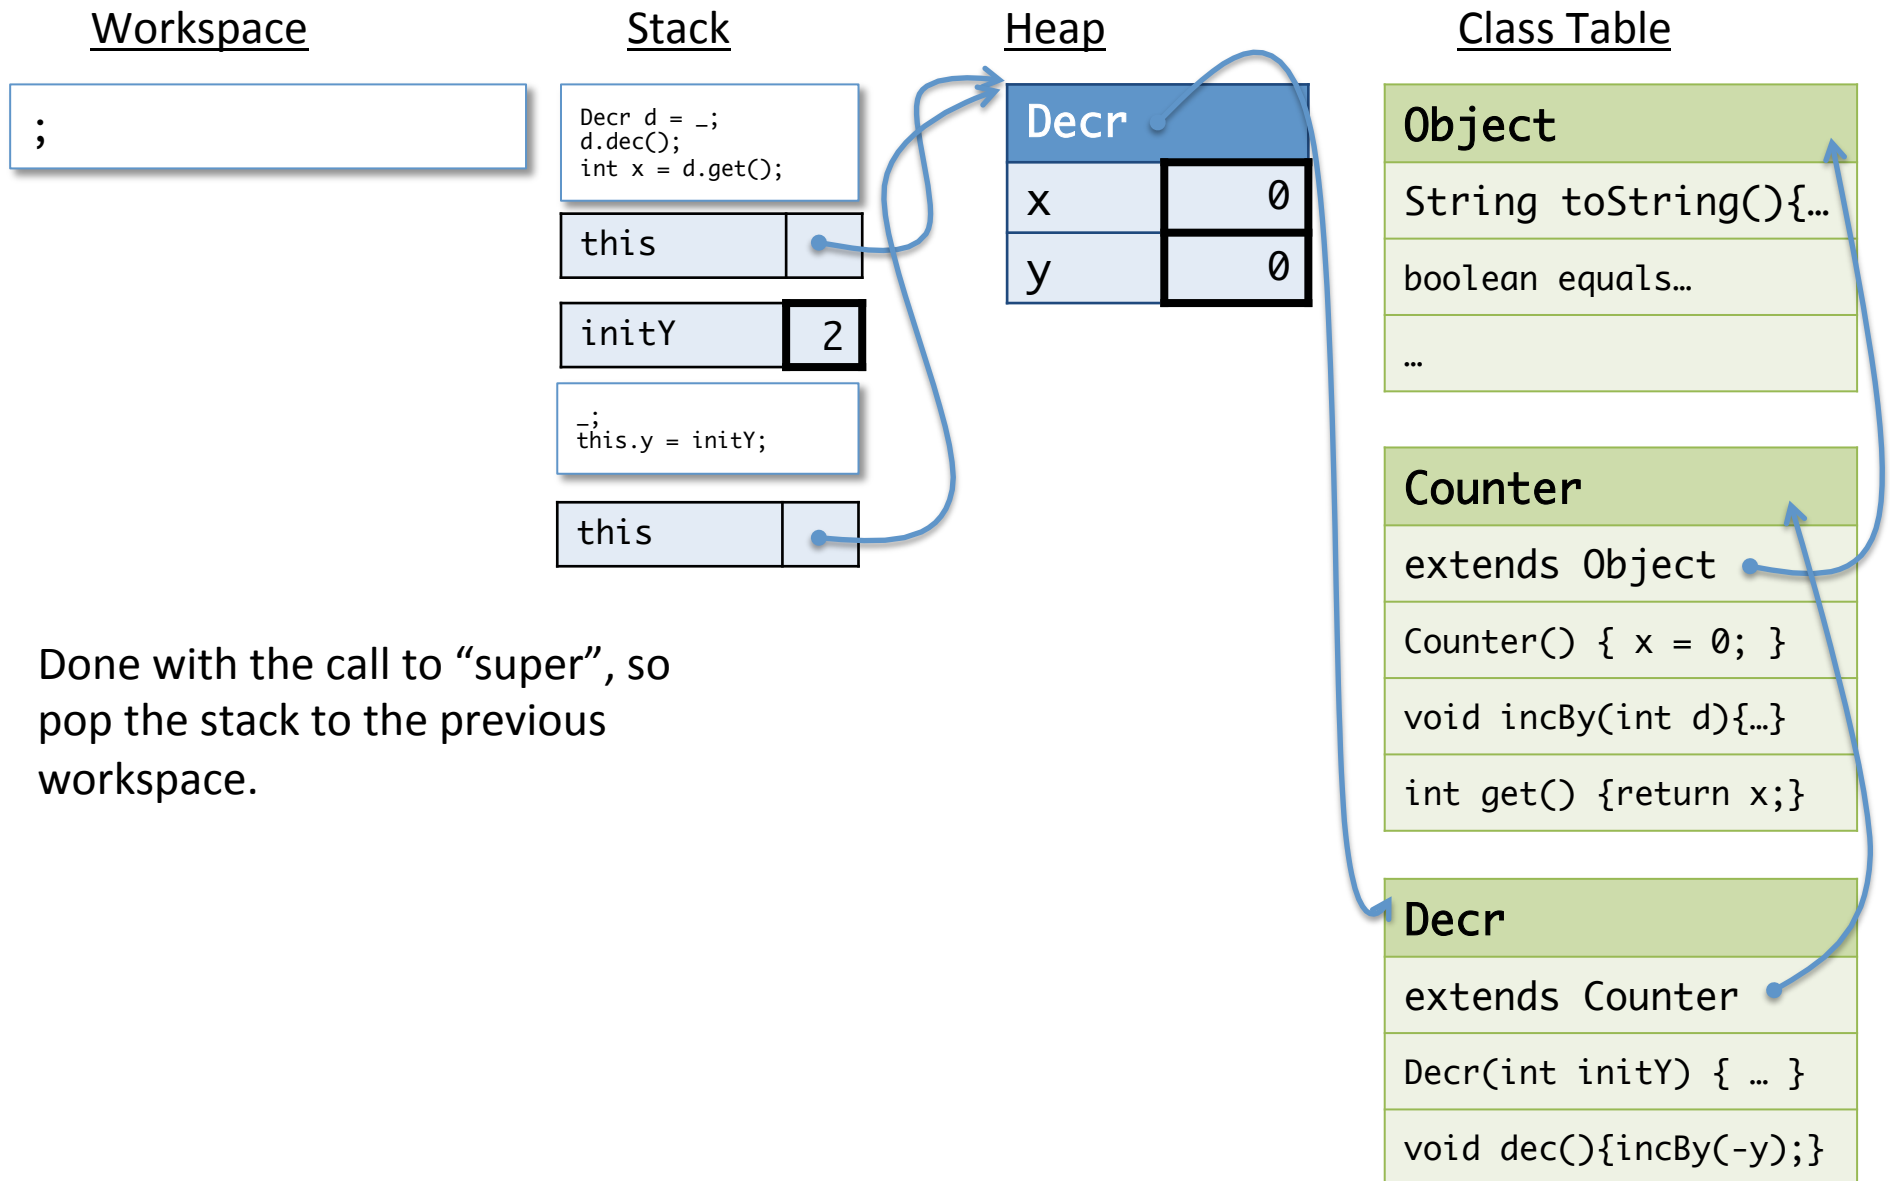 Workspace
;
Stack
Decr d = _;
d.dec();
int x = d.get();
this
initY 2
_;
this.y = initY;
this
Heap
Decr
x 0
y 0
Class Table
Object
String toString(){…
boolean equals…
…
Counter
extends Object
Counter() { x = 0; }
void incBy(int d){…}
int get() {return x;}
Decr
extends Counter
Decr(int initY) { … }
void dec(){incBy(-y);}
Done with the call to “super”, so
pop the stack to the previous
workspace.